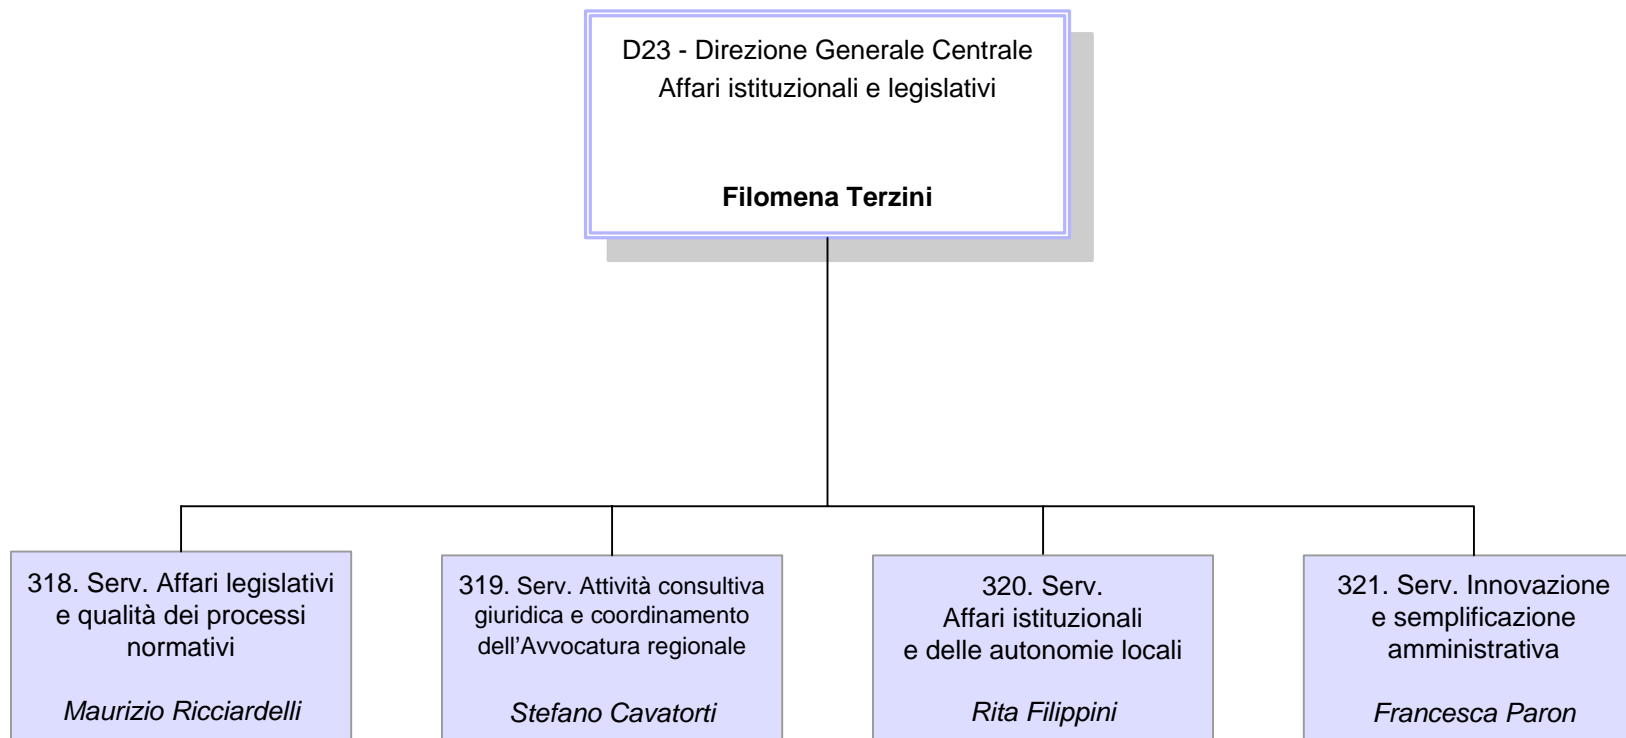 D23 - Direzione Generale Centrale
Affari istituzionali e legislativi
Filomena Terzini
318. Serv. Affari legislativi
e qualità dei processi
normativi
Maurizio Ricciardelli
319. Serv. Attività consultiva
giuridica e coordinamento
dell’Avvocatura regionale
Stefano Cavatorti
320. Serv.
Affari istituzionali
e delle autonomie locali
Rita Filippini
321. Serv. Innovazione
e semplificazione
amministrativa
Francesca Paron